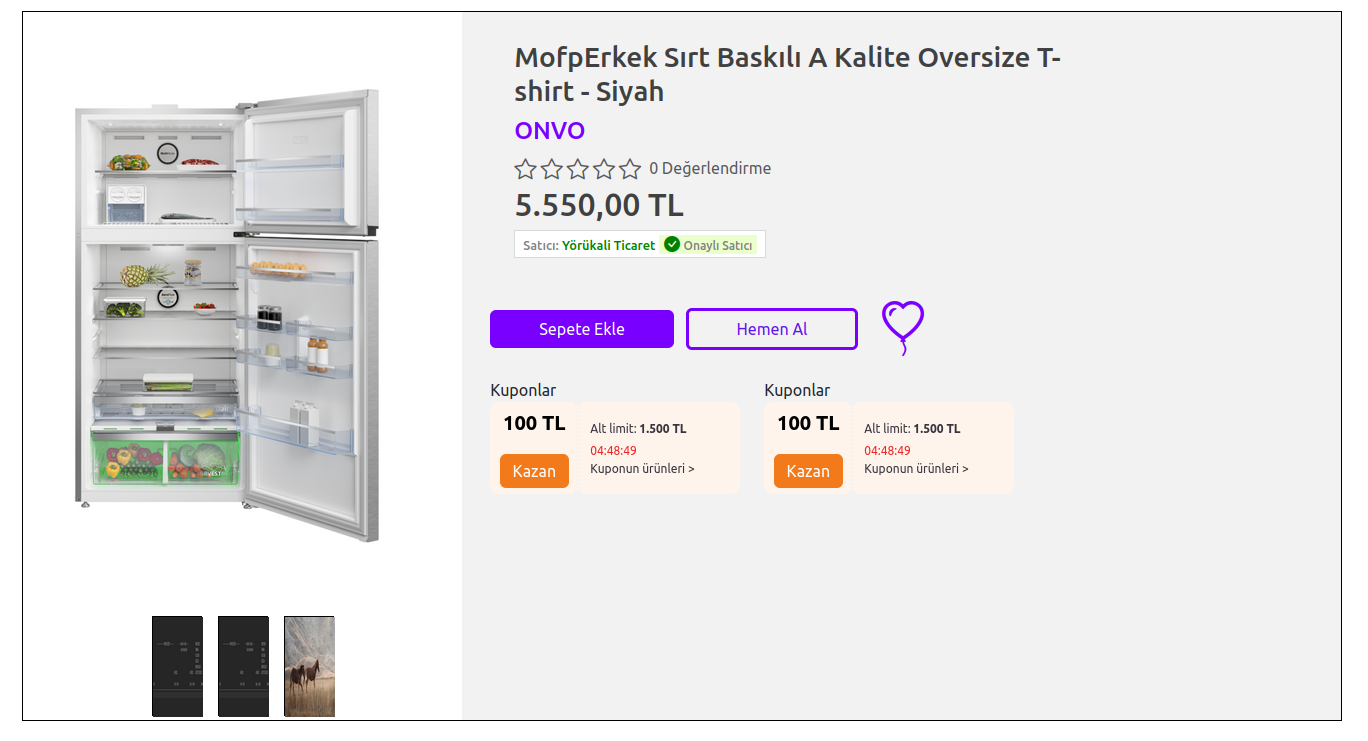 MofpErkek Sırt Baskılı A Kalite Oversize T-
shirt - Siyah
ONVO
0 Değerlendirme
5.550,00 TL
Satıcı: Yörükali Ticaret Onaylı Satıcı
Sepete Ekle
Hemen Al
Kuponlar
100 TL
Alt limit: 1.500 TL
04:48:49
Kazan
Kuponun ürünleri >
Kuponlar
100 TL
Alt limit: 1.500 TL
04:48:49
Kazan
Kuponun ürünleri >